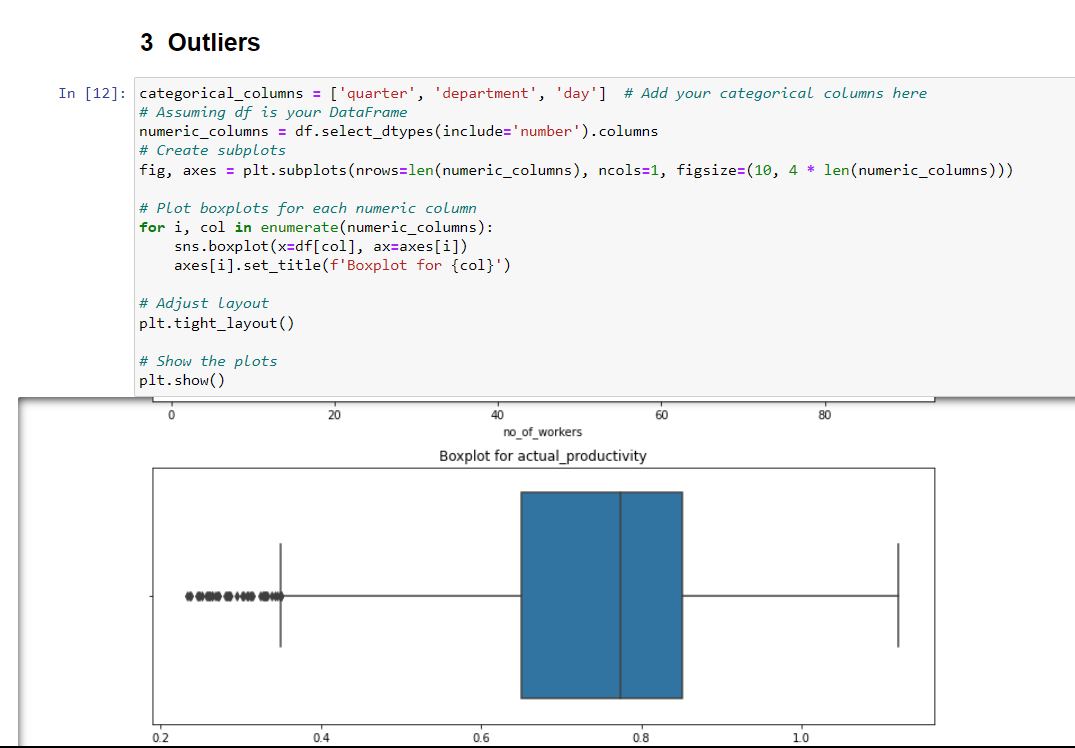 3 Outliers
In [12]: categorical_columns = ['quarter', 'department', 'day']  # Add your categorical columns here
# Assuming df is your DataFrame
numeric_columns = df.select_dtypes(include='number').columns
# Create subplots
fig, axes = plt.subplots(nrows=len(numeric_columns), ncols=1, figsize=(10, 4 * len(numeric_columns)))
# Plot boxplots for each numeric column
for i, col in enumerate(numeric_columns):
    sns.boxplot(x=df[col], ax=axes[i])
    axes[i].set_title(f'Boxplot for {col}')
# Adjust layout
plt.tight_layout()
# Show the plots
plt.show()
0 20 40 60 80
no_of_workers
Boxplot for actual_productivity
0.2 0.4 0.6 0.8 1.0